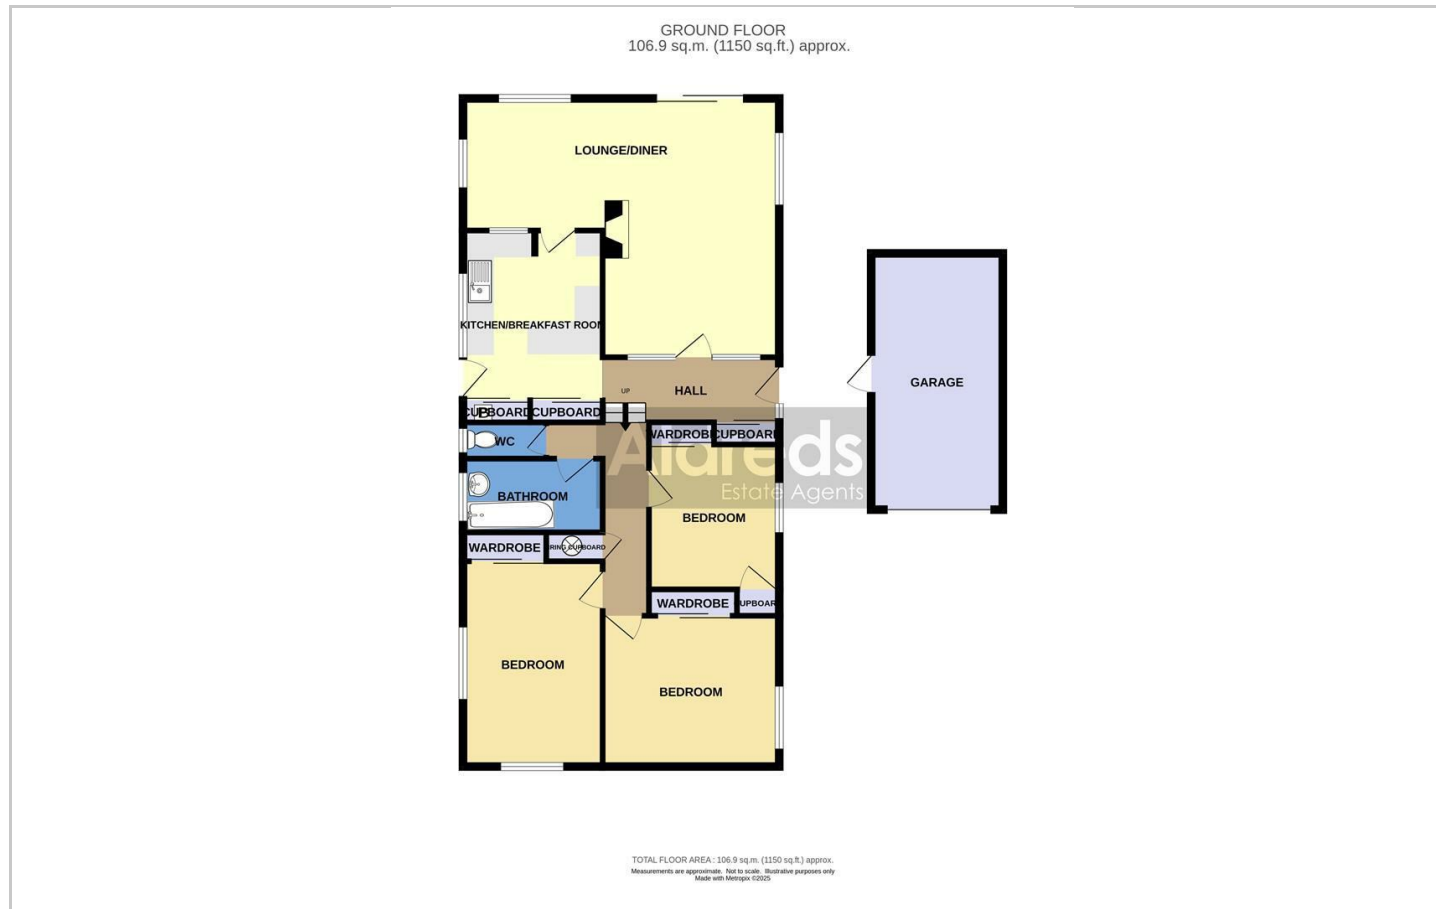 GROUND FLOOR
106.9 sq.m. (1150 sq.ft.) approx.
LOUNGE/DINER
KITCHEN/BREAKFAST ROOM
GARAGE
UP
HALL
CUPBOARD
B
CUPBOARD
WC
WARDROBE
CUPBOARD
Aldreds
Estate Agents
BATHROOM
BEDROOM
WARDROBE
RING CUPBOARD
WARDROBE
UPBOAR
BEDROOM
BEDROOM
TOTAL FLOOR AREA : 106.9 sq.m. (1150 sq.ft.) approx.
Measurements are approximate. Not to scale. Illustrative purposes only
Made with Metropix ©2025